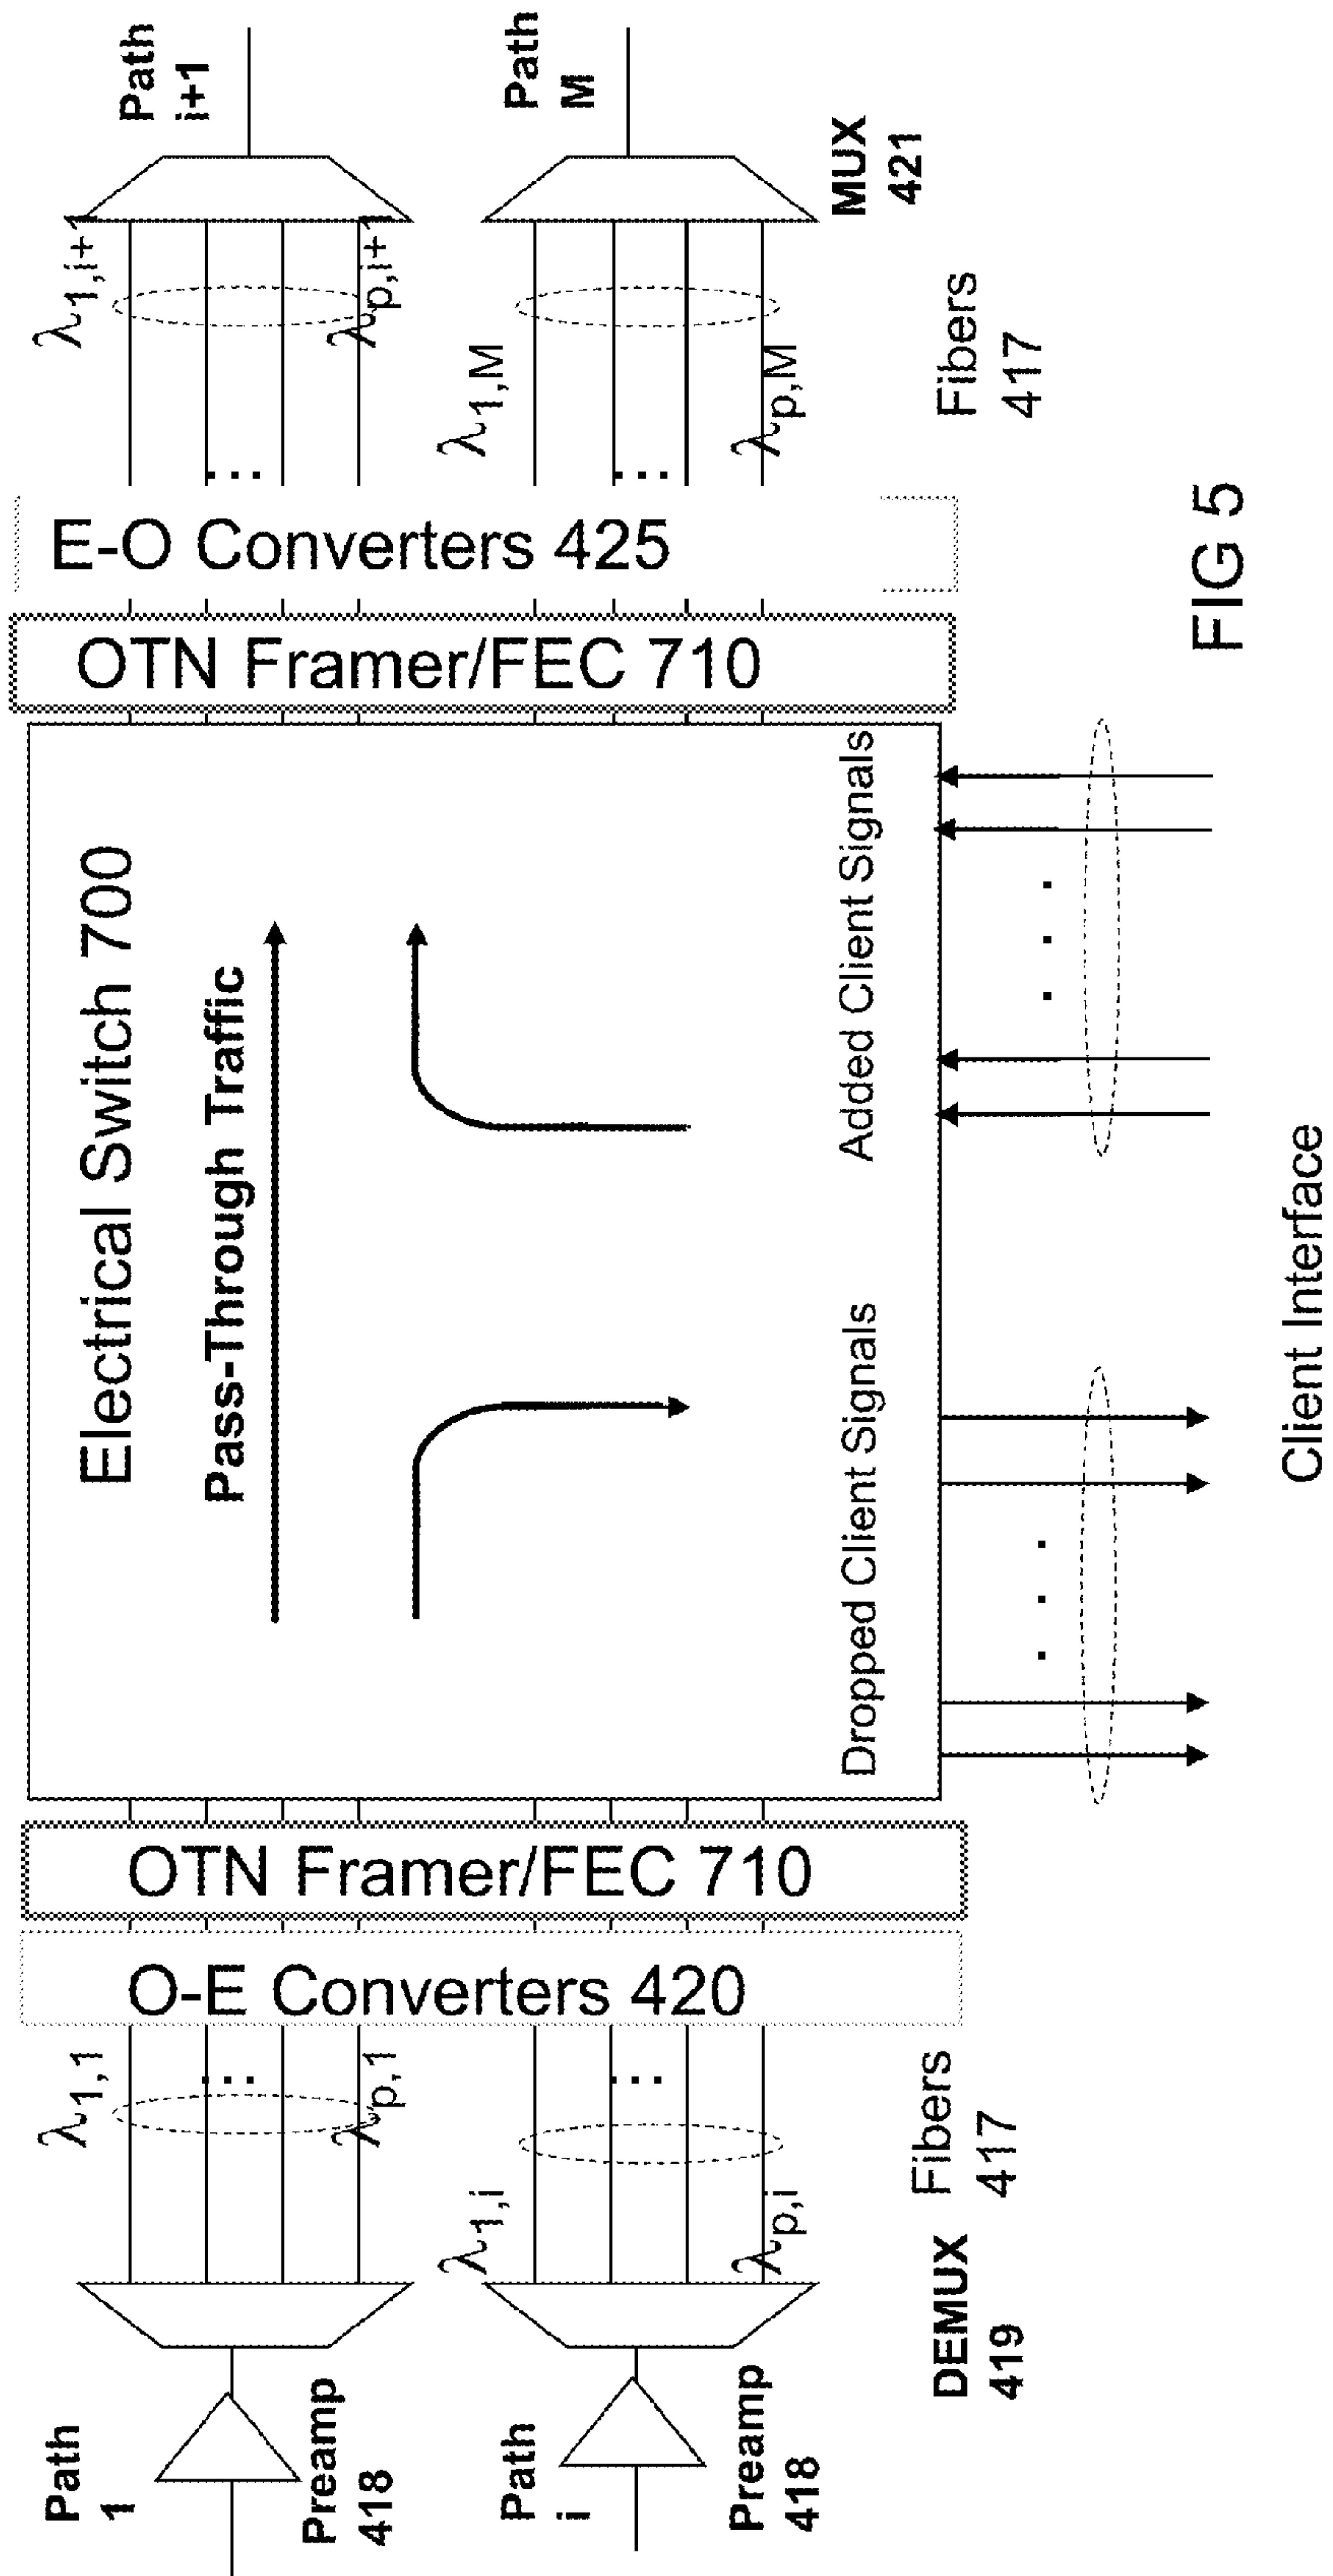 Path
1
Preamp
418
Path
i
Preamp
418
DEMUX
419
λ1,1
λp,1
λ1,i
λp,i
...
...
Fibers
417
O-E Converters 420
OTN Framer/FEC 710
Electrical Switch 700
Pass-Through Traffic
Dropped Client Signals
Added Client Signals
. . .
. . .
Client Interface
OTN Framer/FEC 710
E-O Converters 425
λ1,i+1
λp,i+1
λ1,M
λp,M
...
...
Fibers
417
Path
i+1
Path
M
MUX
421
FIG 5